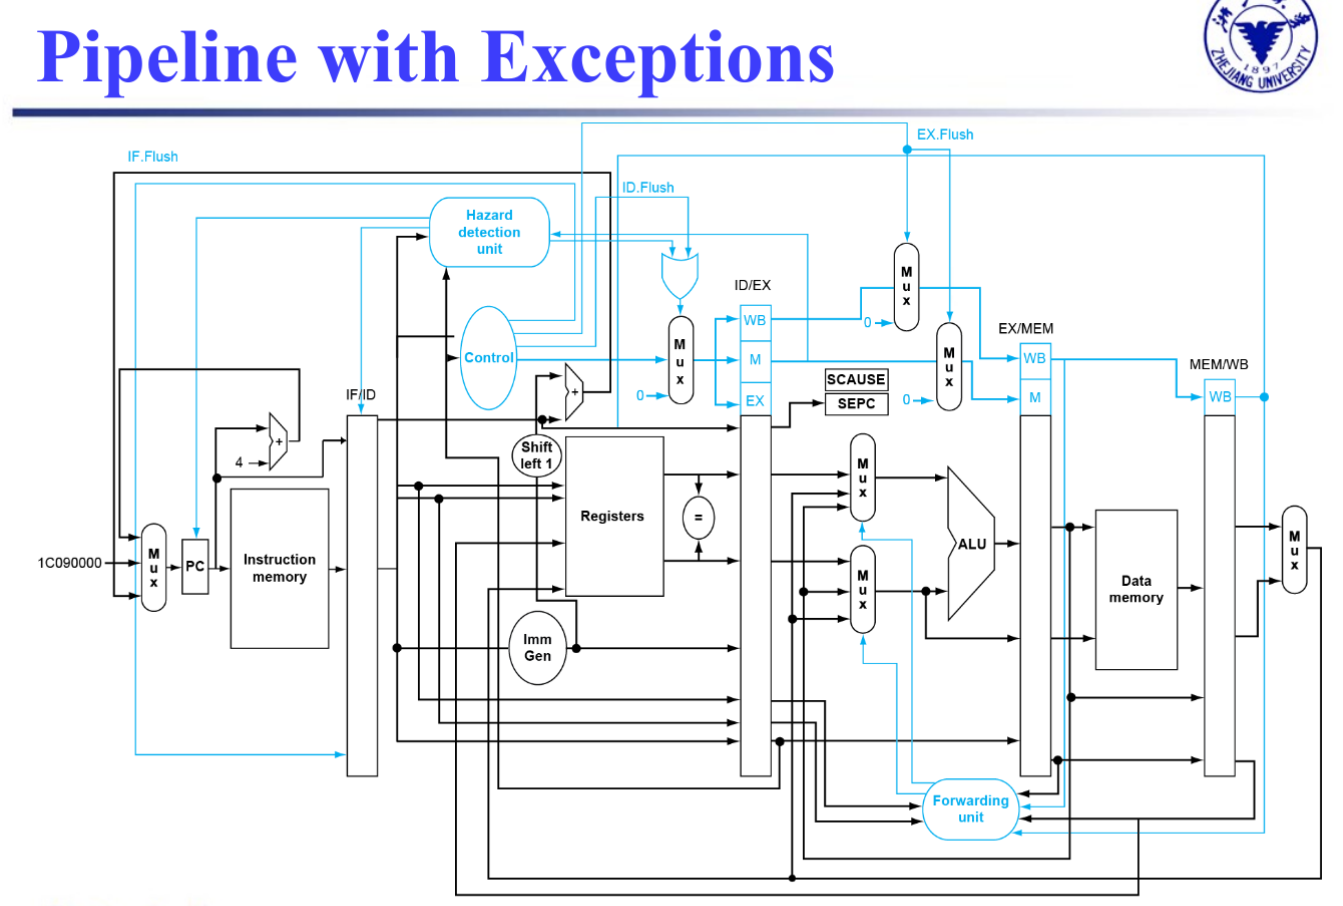 Pipeline with Exceptions
ZHEJIANG UNIVERSITY
1897
EX.Flush
IF.Flush
ID.Flush
Hazard
detection
unit
M
u
x
ID/EX
WB
0
EX/MEM
M
u
x
WB
MEM/WB
Control
M
u
x
M
SCAUSE
WB
IF/ID
+
0
EX
SEPC
0
M
u
x
M
4
+
Shift
left 1
M
u
x
Registers
=
M
u
x
1C090000
M
u
x
PC
Instruction
memory
ALU
M
u
x
Data
memory
Imm
Gen
Forwarding
unit